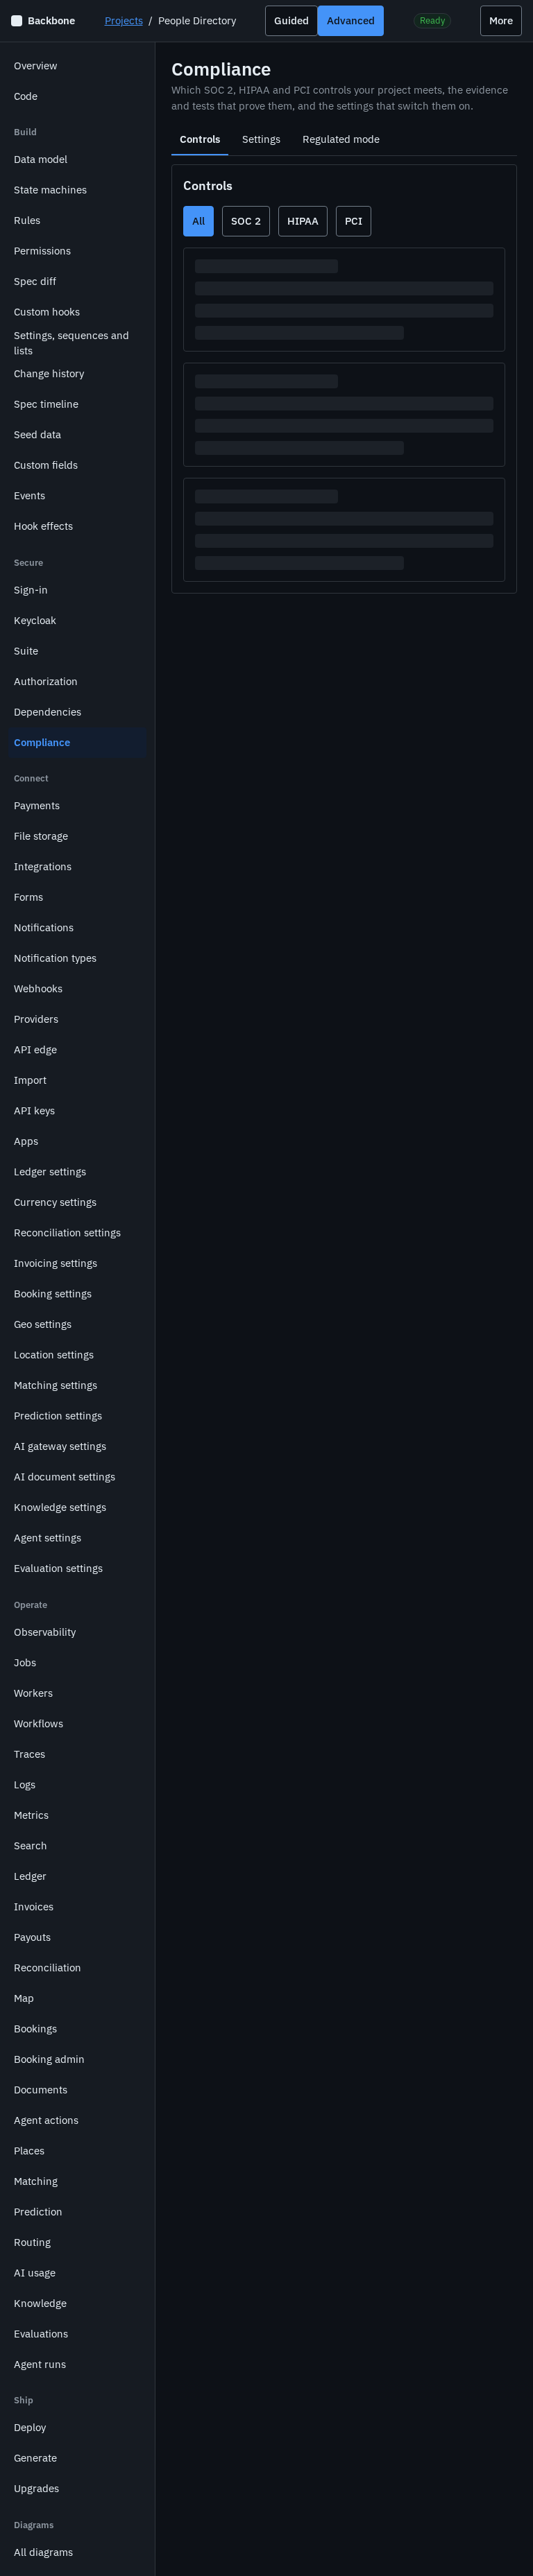 Backbone
Projects / People Directory
Guided
Advanced
Ready
More
Overview
Code
Build
Data model
State machines
Rules
Permissions
Spec diff
Custom hooks
Settings, sequences and
lists
Change history
Spec timeline
Seed data
Custom fields
Events
Hook effects
Secure
Sign-in
Keycloak
Suite
Authorization
Dependencies
Compliance
Connect
Payments
File storage
Integrations
Forms
Notifications
Notification types
Webhooks
Providers
API edge
Import
API keys
Apps
Ledger settings
Currency settings
Reconciliation settings
Invoicing settings
Booking settings
Geo settings
Location settings
Matching settings
Prediction settings
AI gateway settings
AI document settings
Knowledge settings
Agent settings
Evaluation settings
Operate
Observability
Jobs
Workers
Workflows
Traces
Logs
Metrics
Search
Ledger
Invoices
Payouts
Reconciliation
Map
Bookings
Booking admin
Documents
Agent actions
Places
Matching
Prediction
Routing
AI usage
Knowledge
Evaluations
Agent runs
Ship
Deploy
Generate
Upgrades
Diagrams
All diagrams
Compliance
Which SOC 2, HIPAA and PCI controls your project meets, the evidence
and tests that prove them, and the settings that switch them on.
Controls
Settings
Regulated mode
Controls
All
SOC 2
HIPAA
PCI